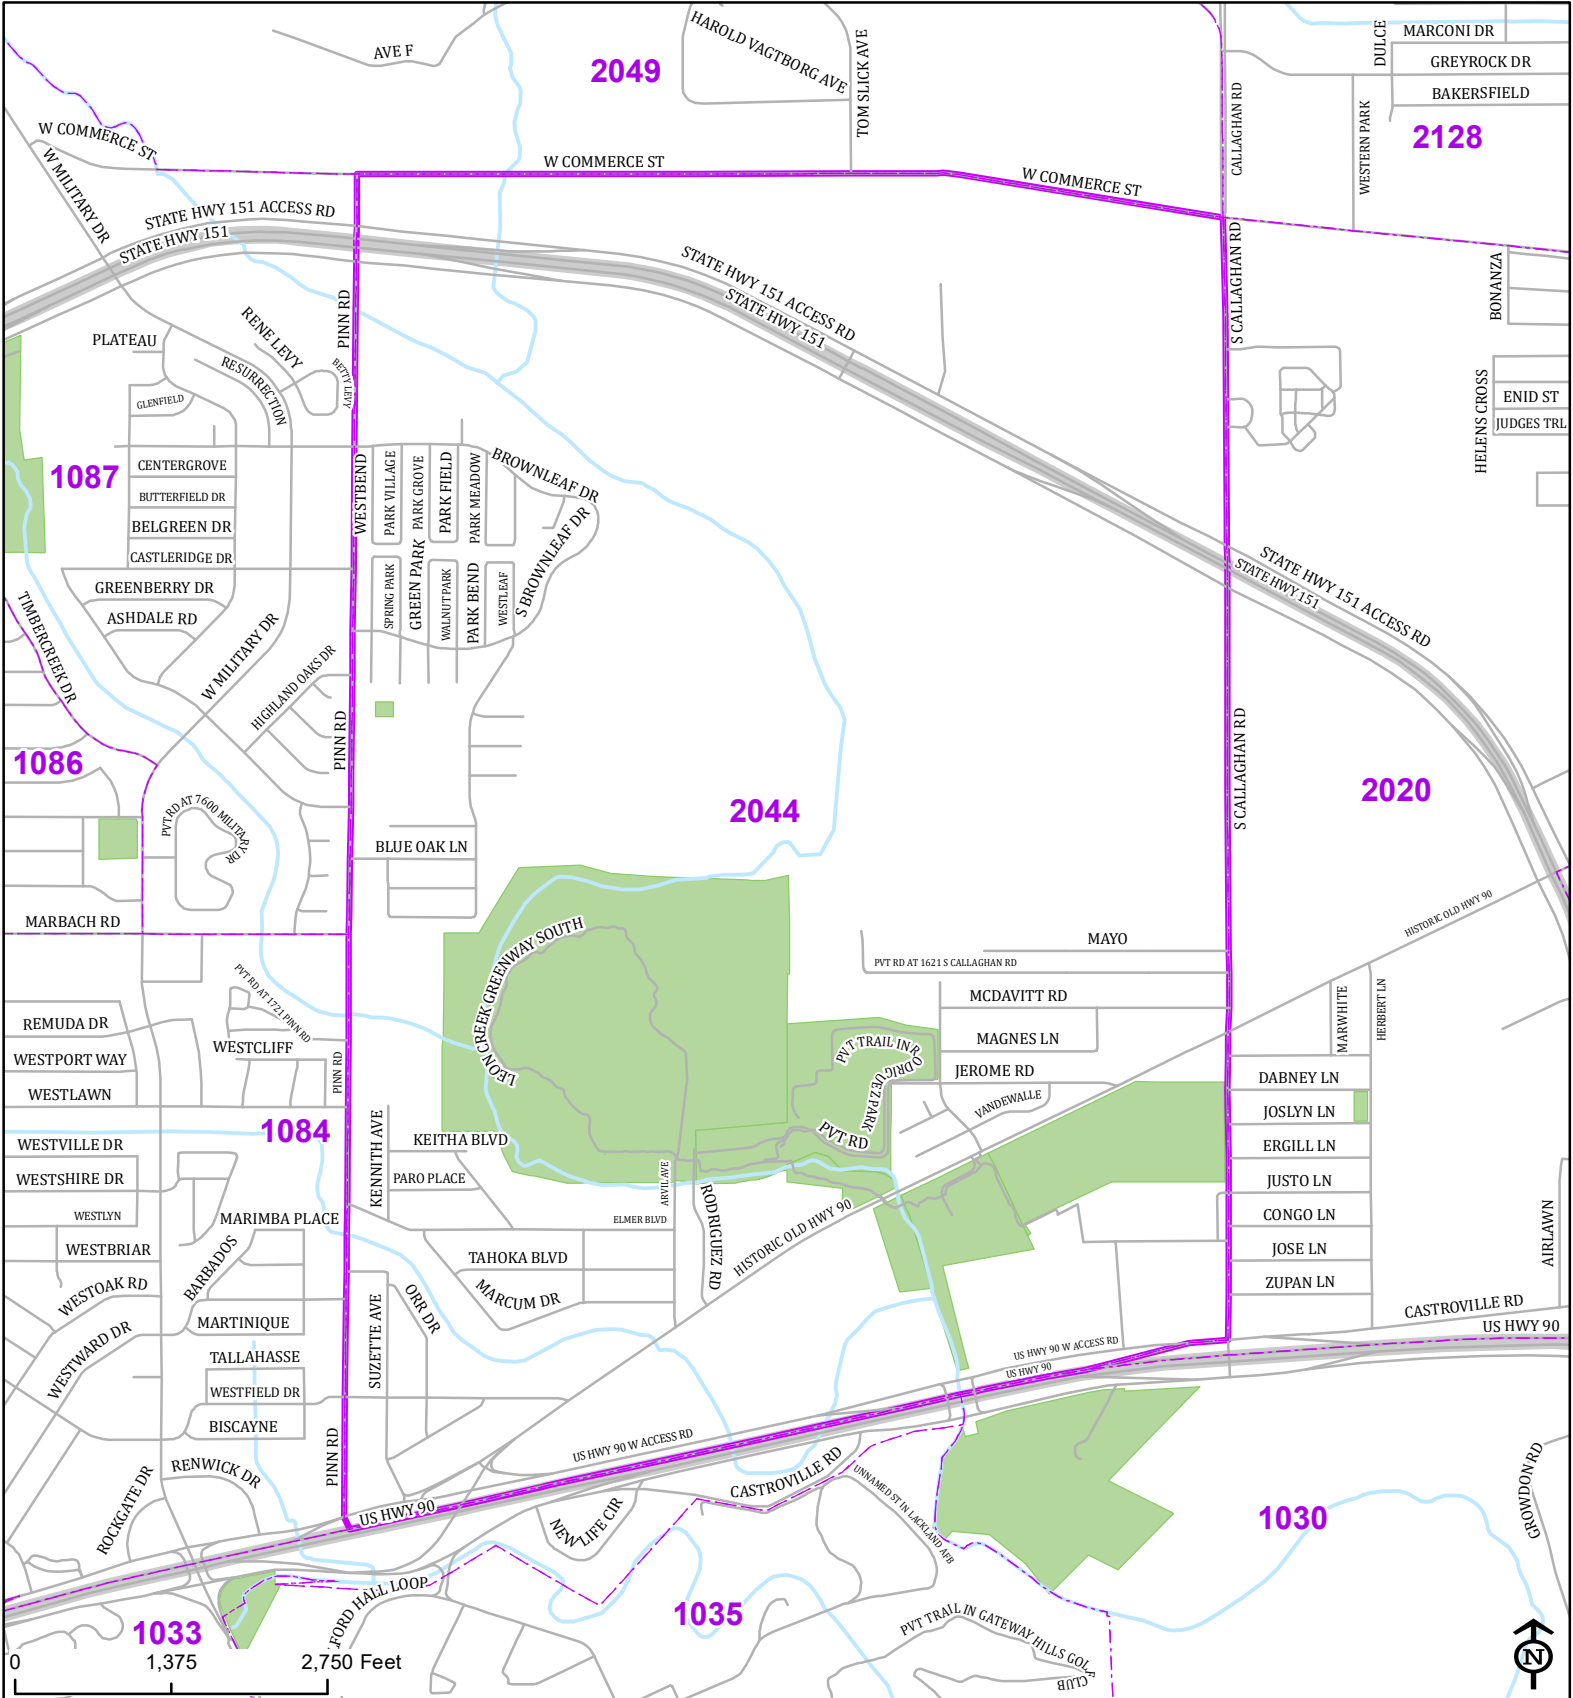 AVE F
2049
HAROLD VAGTBORG AVE
TOM SLICK AVE
CALLAGHAN RD
DULCE
MARCONI DR
GREYROCK DR
BAKERSFIELD
WESTERN PARK
2128
W COMMERCE ST
W COMMERCE ST
W COMMERCE ST
W MILITARY DR
STATE HWY 151 ACCESS RD
STATE HWY 151
STATE HWY 151 ACCESS RD
STATE HWY 151
S CALLAGHAN RD
BONANZA
PINN RD
PLATEAU
RENE LEVY
RESURRECTION
BETTY LEVY
GLENFIELD
HELENS CROSS
ENID ST
JUDGES TRL
1087
CENTERGROVE
BUTTERFIELD DR
BELGREEN DR
CASTLERIDGE DR
GREENBERRY DR
ASHDALE RD
WESTBEND
PARK VILLAGE
PARK GROVE
PARK FIELD
PARK MEADOW
BROWNLEAF DR
S BROWNLEAF DR
SPRING PARK
GREEN PARK
WALNUT PARK
PARK BEND
WESTLEAF
STATE HWY 151 ACCESS RD
STATE HWY 151
TIMBERCREEK DR
W MILITARY DR
HIGHLAND OAKS DR
PINN RD
1086
S CALLAGHAN RD
2020
2044
PVT RD AT 7600 MILITARY DR
BLUE OAK LN
MARBACH RD
LEON CREEK GREENWAY SOUTH
HISTORIC OLD HWY 90
MAYO
PVT RD AT 1621 S CALLAGHAN RD
MCDAVITT RD
MAGNES LN
JEROME RD
VANDEWALLE
MARWHITE
HERBERT LN
PVT RD AT 1721 PINN RD
REMUDA DR
WESTPORT WAY
WESTLAWN
WESTCLIFF
PINN RD
PVT TRAIL IN RODRIGUEZ PARK
PVT RD
DABNEY LN
JOSLYN LN
ERGILL LN
JUSTO LN
CONGO LN
JOSE LN
ZUPAN LN
1084
WESTVILLE DR
WESTSHIRE DR
WESTLYN
WESTBRIAR
WESTOAK RD
KENNITH AVE
KEITHA BLVD
PARO PLACE
ARVIL AVE
ELMER BLVD
RODRIGUEZ RD
HISTORIC OLD HWY 90
AIRLAWN
MARIMBA PLACE
BARBADOS
TAHOKA BLVD
MARCUM DR
ORR DR
SUZETTE AVE
MARTINIQUE
WESTWARD DR
TALLAHASSE
WESTFIELD DR
BISCAYNE
CASTROVILLE RD
US HWY 90
US HWY 90 W ACCESS RD
US HWY 90
PINN RD
RENWICK DR
ROCKGATE DR
US HWY 90 W ACCESS RD
CASTROVILLE RD
UNNAMED ST IN LACKLAND AFB
US HWY 90
NEW LIFE CIR
GROWDON RD
1030
1035
1033
FORD HALL LOOP
PVT TRAIL IN GATEWAY HILLS GOLF CLUB
0
1,375
2,750 Feet
N